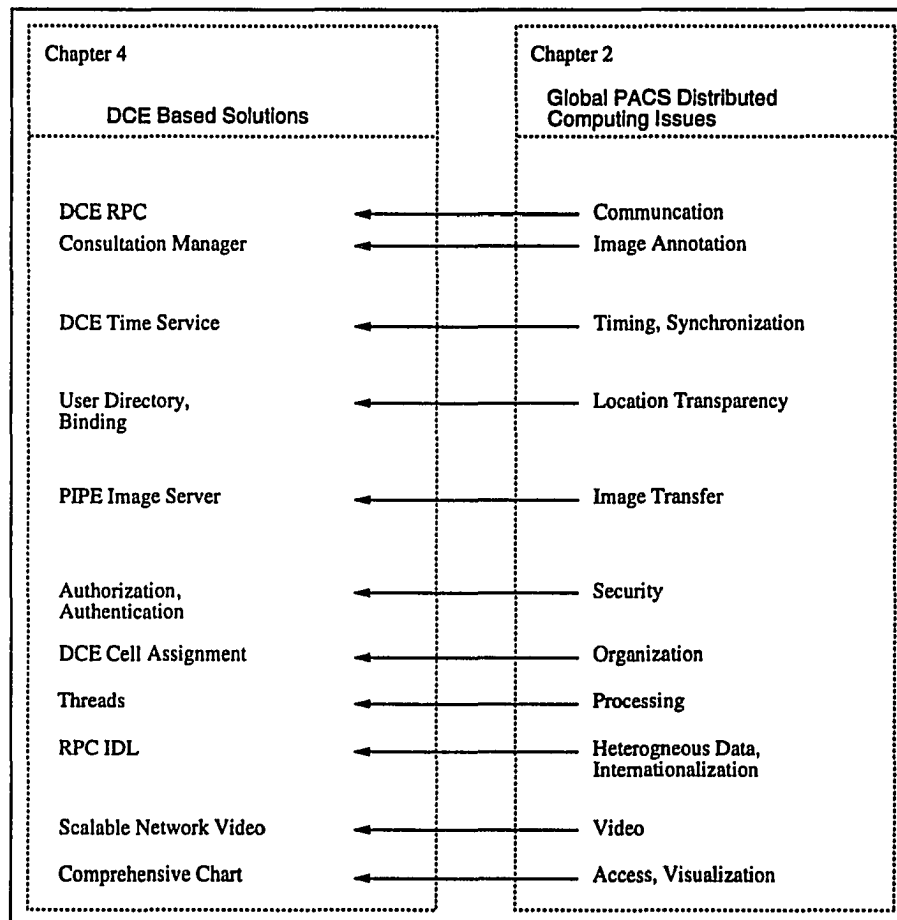 Chapter 4
DCE Based Solutions
DCE RPC
Consultation Manager
DCE Time Service
User Directory,
Binding
PIPE Image Server
Authorization,
Authentication
DCE Cell Assignment
Threads
RPC IDL
Scalable Network Video
Comprehensive Chart
Chapter 2
Global PACS Distributed
Computing Issues
Communcation
Image Annotation
Timing, Synchronization
Location Transparency
Image Transfer
Security
Organization
Processing
Heterogneous Data,
Internationalization
Video
Access, Visualization